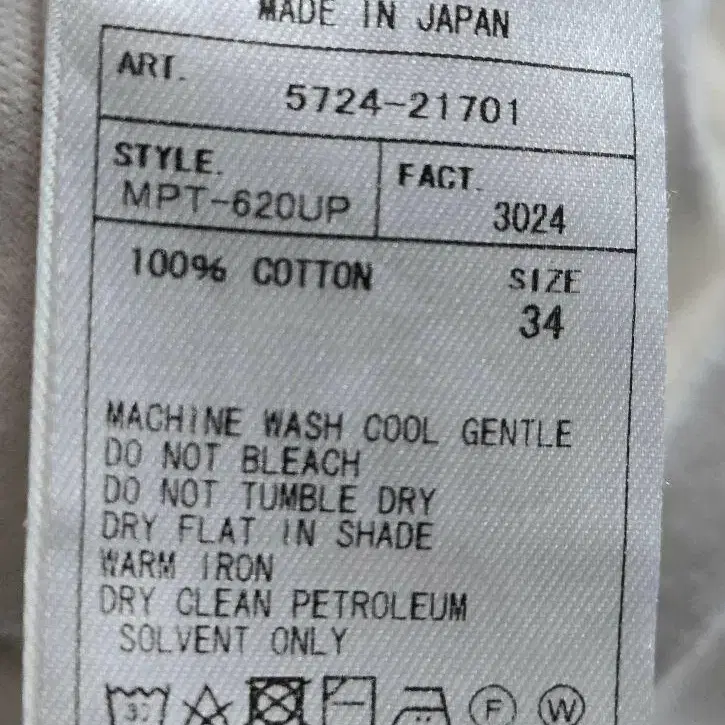 MADE IN JAPAN
ART.
5724-21701
STYLE.
MPT-620UP
FACT.
3024
100% COTTON
SIZE
34
MACHINE WASH COOL GENTLE
DO NOT BLEACH
DO NOT TUMBLE DRY
DRY FLAT IN SHADE
WARM IRON
DRY CLEAN PETROLEUM
SOLVENT ONLY
F W